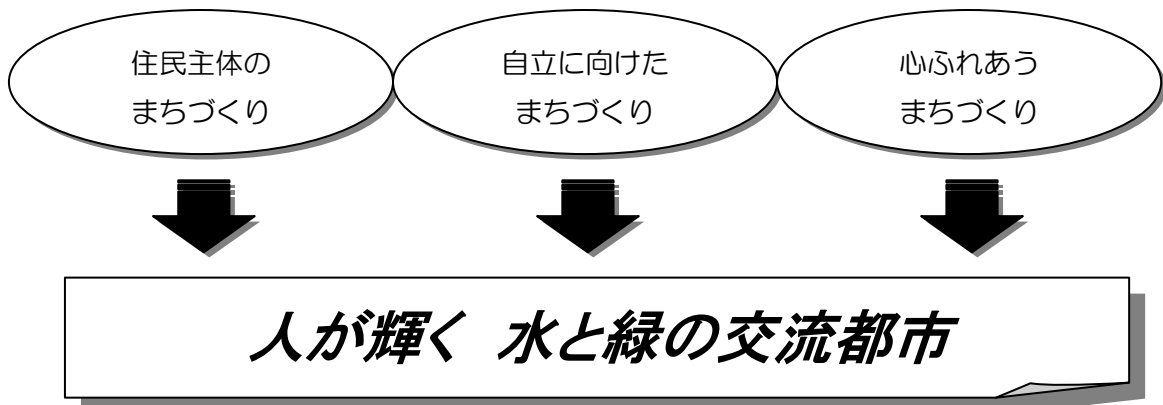 住民主体の
まちづくり
自立に向けた
まちづくり
心ふれあう
まちづくり
人が輝く 水と緑の交流都市